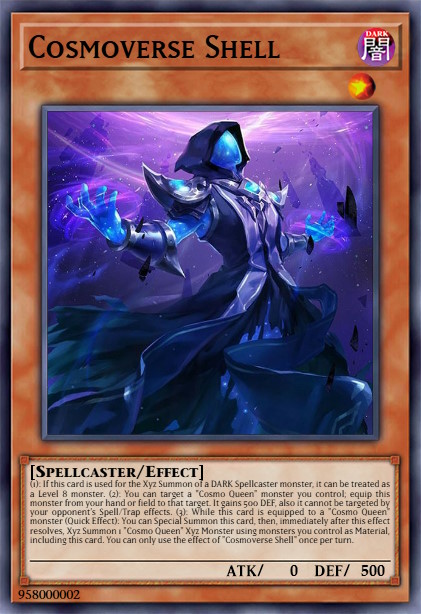 Cosmoverse Shell
DARK
闇
[Spellcaster/Effect]
(1): If this card is used for the Xyz Summon of a DARK Spellcaster monster, it can be treated as
a Level 8 monster. (2): You can target a "Cosmo Queen" monster you control; equip this
monster from your hand or field to that target. It gains 500 DEF, also it cannot be targeted by
your opponent's Spell/Trap effects. (3): While this card is equipped to a "Cosmo Queen"
monster (Quick Effect): You can Special Summon this card, then, immediately after this effect
resolves, Xyz Summon 1 "Cosmo Queen" Xyz Monster using monsters you control as Material,
including this card. You can only use the effect of "Cosmoverse Shell" once per turn.
ATK/ 0 DEF/ 500
958000002